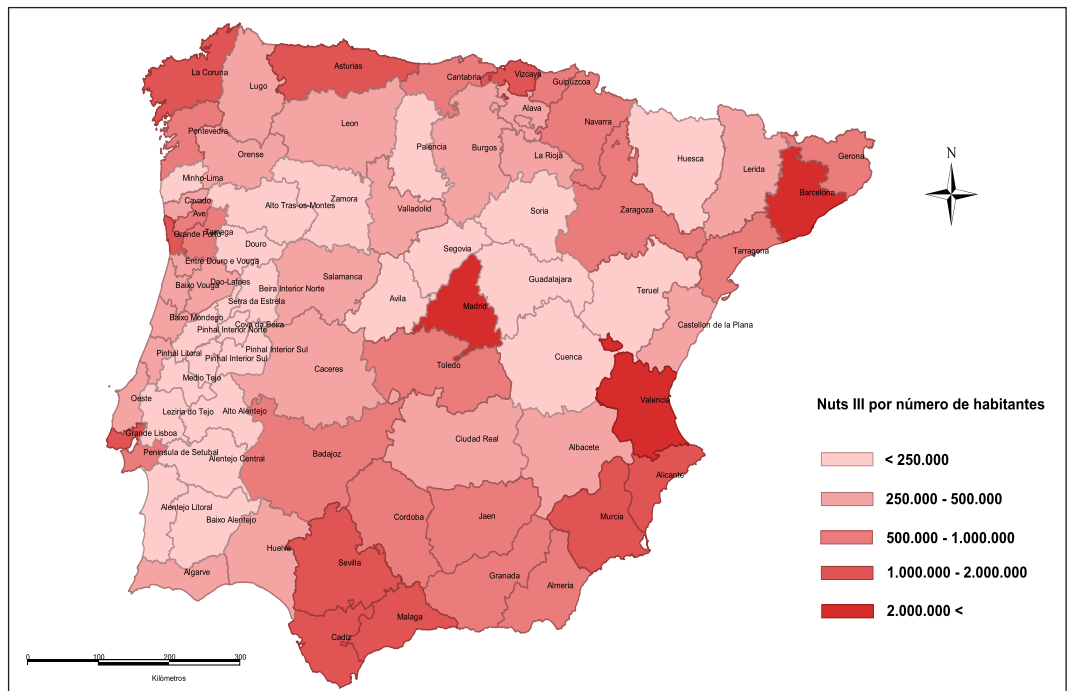 La Coruna
Lugo
Asturias
Cantabria
Vizcaya
Guipuzcoa
Alava
Navarra
Pontevedra
Orense
Leon
Palencia
Burgos
La Rioja
Huesca
Lerida
Gerona
Barcelona
Minho-Lima
Cavado
Ave
Grande Porto
Tamega
Alto Tras-os-Montes
Zamora
Valladolid
Soria
Zaragoza
Tarragona
Douro
Segovia
Entre Douro e Vouga
Salamanca
Guadalajara
Teruel
Baixo Vouga
Dao-Lafoes
Beira Interior Norte
Serra da Estrela
Avila
Madrid
Baixo Mondego
Cova da Beira
Pinhal Interior Norte
Castellon de la Plana
Pinhal Litoral
Pinhal Interior Sul
Pinhal Interior Sul
Cuenca
Medio Tejo
Caceres
Toledo
Oeste
Leziria do Tejo
Alto Alentejo
Valencia
Grande Lisboa
Ciudad Real
Albacete
Peninsula de Setubal
Alentejo Central
Badajoz
Alicante
Alentejo Litoral
Baixo Alentejo
Cordoba
Jaen
Murcia
Huelva
Sevilla
Algarve
Granada
Almeria
Malaga
Cadiz
N
Nuts III por número de habitantes
< 250.000
250.000 - 500.000
500.000 - 1.000.000
1.000.000 - 2.000.000
2.000.000 <
0 100 200 300
Kilómetros